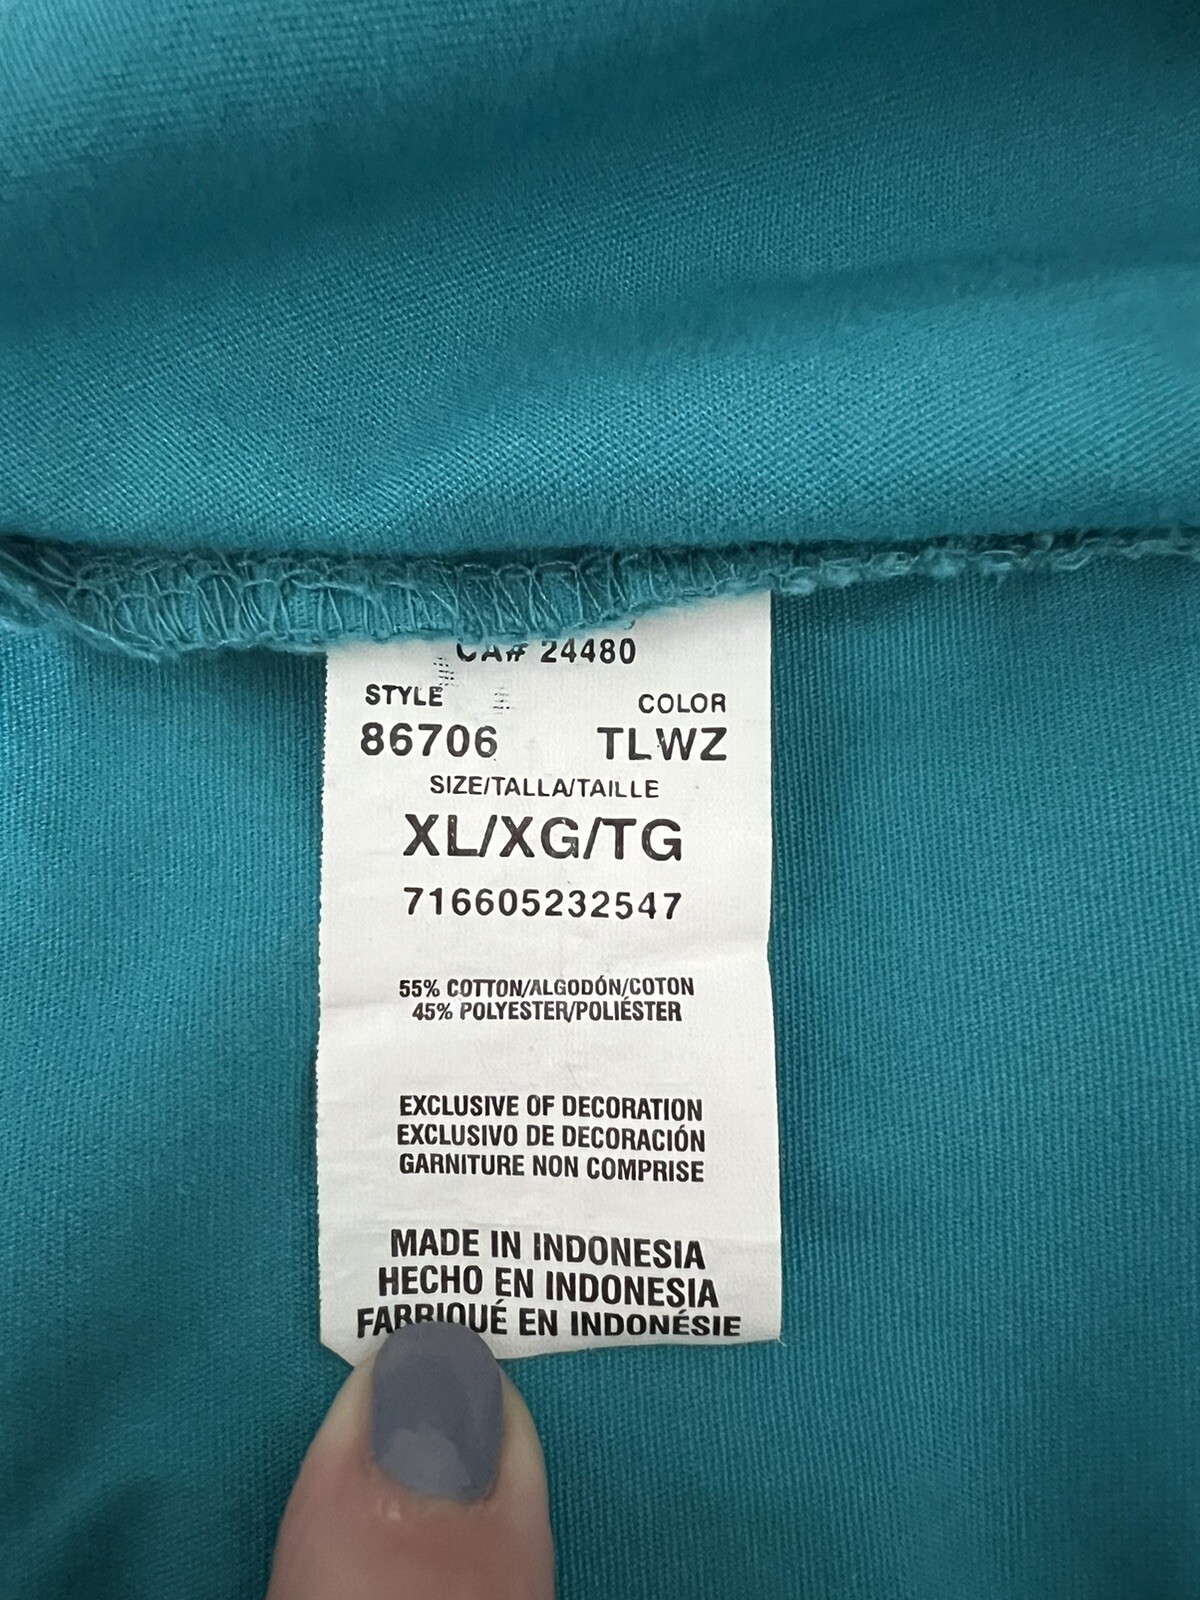 CA# 24480
STYLE COLOR
86706 TLWZ
SIZE/TALLA/TAILLE
XL/XG/TG
716605232547
55% COTTON/ALGODÓN/COTON
45% POLYESTER/POLIÉSTER
EXCLUSIVE OF DECORATION
EXCLUSIVO DE DECORACIÓN
GARNITURE NON COMPRISE
MADE IN INDONESIA
HECHO EN INDONESIA
FABRIQUÉ EN INDONÉSIE